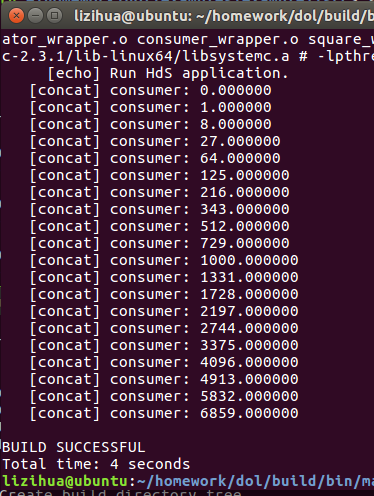 lizihua@ubuntu: ~/homework/dol/build/b
ator_wrapper.o consumer_wrapper.o square_w
c-2.3.1/lib-linux64/libsystemc.a # -lpthre
[echo] Run HdS application.
[concat] consumer: 0.000000
[concat] consumer: 1.000000
[concat] consumer: 8.000000
[concat] consumer: 27.000000
[concat] consumer: 64.000000
[concat] consumer: 125.000000
[concat] consumer: 216.000000
[concat] consumer: 343.000000
[concat] consumer: 512.000000
[concat] consumer: 729.000000
[concat] consumer: 1000.000000
[concat] consumer: 1331.000000
[concat] consumer: 1728.000000
[concat] consumer: 2197.000000
[concat] consumer: 2744.000000
[concat] consumer: 3375.000000
[concat] consumer: 4096.000000
[concat] consumer: 4913.000000
[concat] consumer: 5832.000000
[concat] consumer: 6859.000000
BUILD SUCCESSFUL
Total time: 4 seconds
lizihua@ubuntu:~/homework/dol/build/bin/ma
Create build directory tree